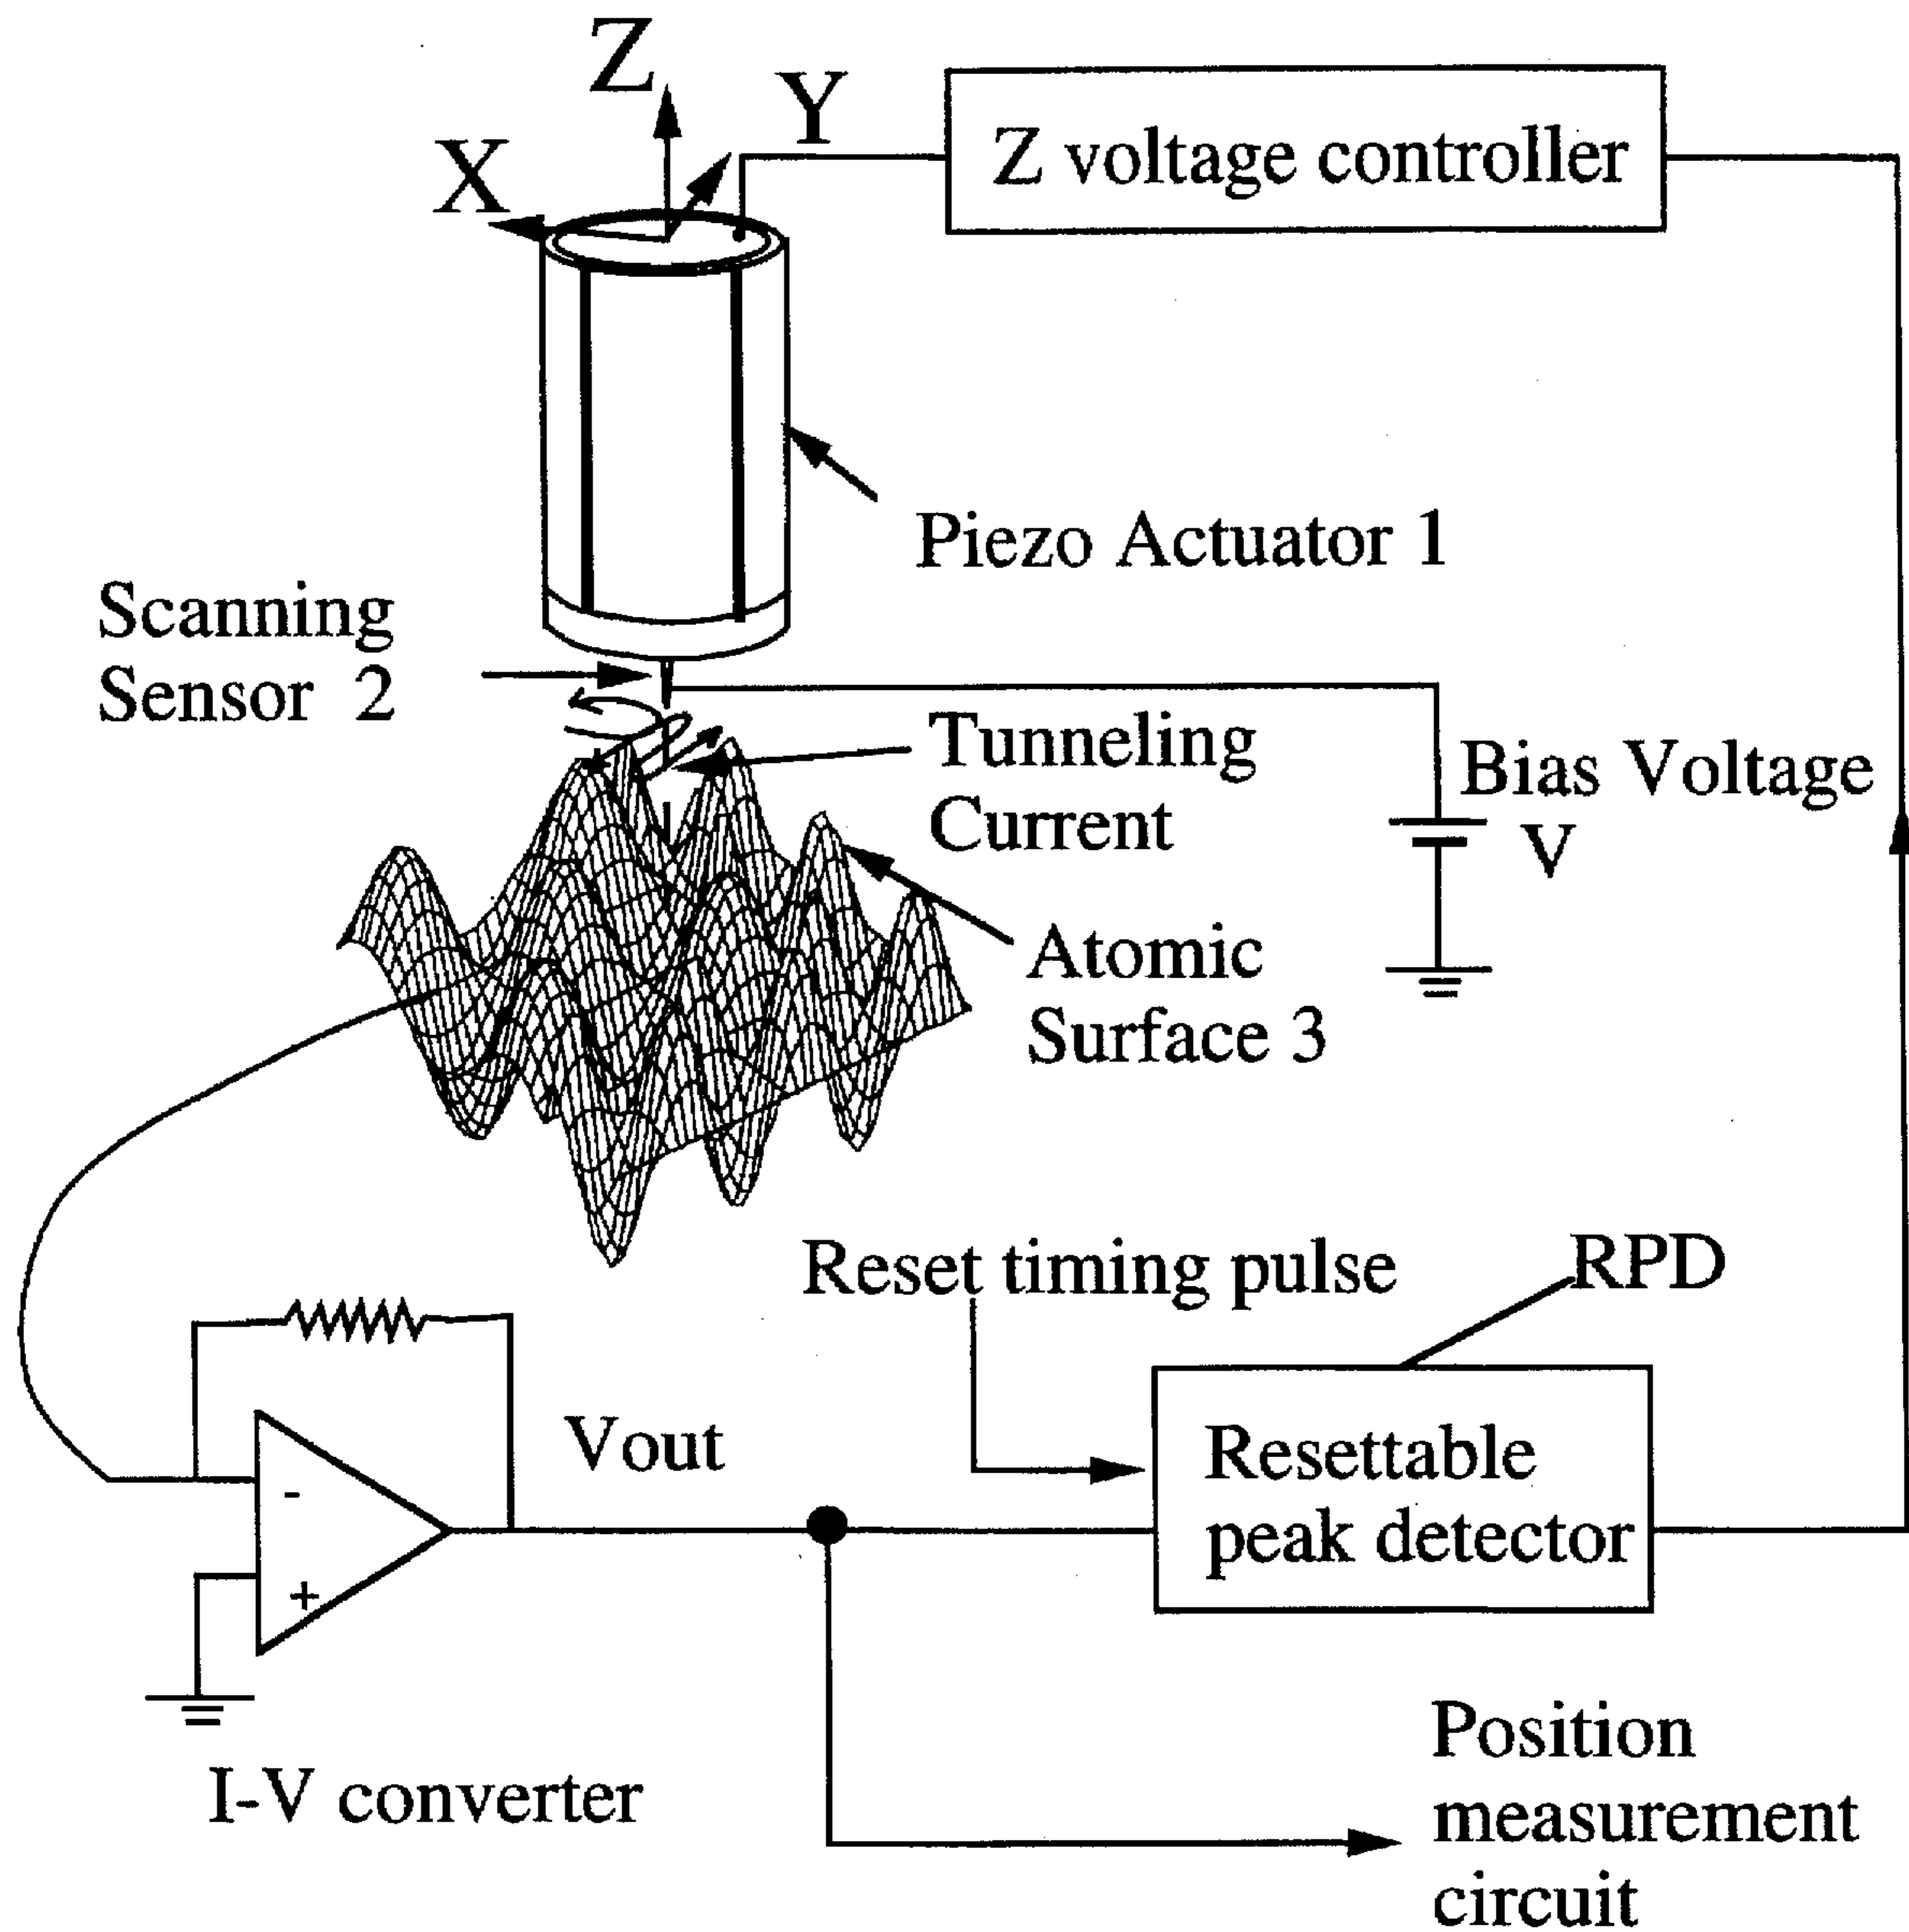 Z
Y
X
Z voltage controller
Piezo Actuator 1
Scanning
Sensor 2
Tunneling
Current
Bias Voltage
V
Atomic
Surface 3
Reset timing pulse
RPD
Vout
Resettable
peak detector
-
+
I-V converter
Position
measurement
circuit